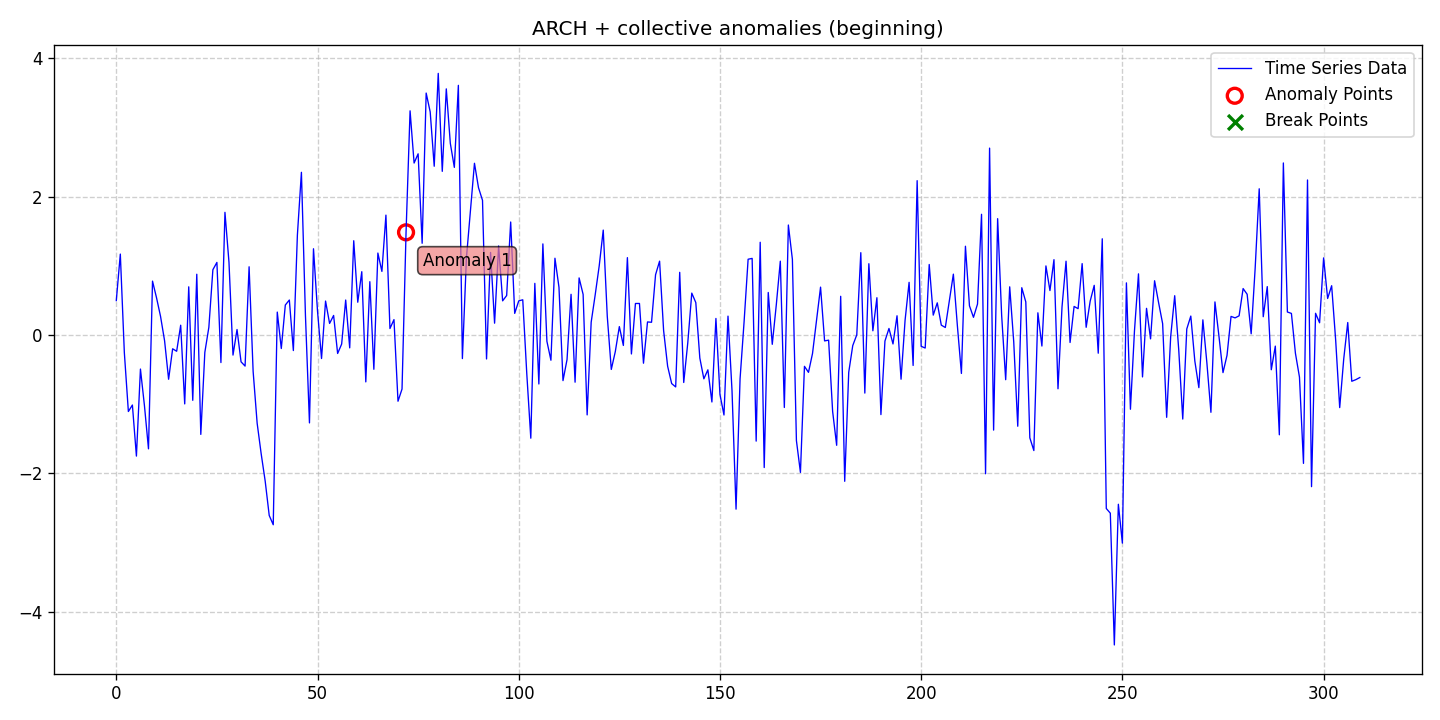 ARCH + collective anomalies (beginning)
Time Series Data
Anomaly Points
Break Points
Anomaly 1
4
2
0
−2
−4
0
50
100
150
200
250
300